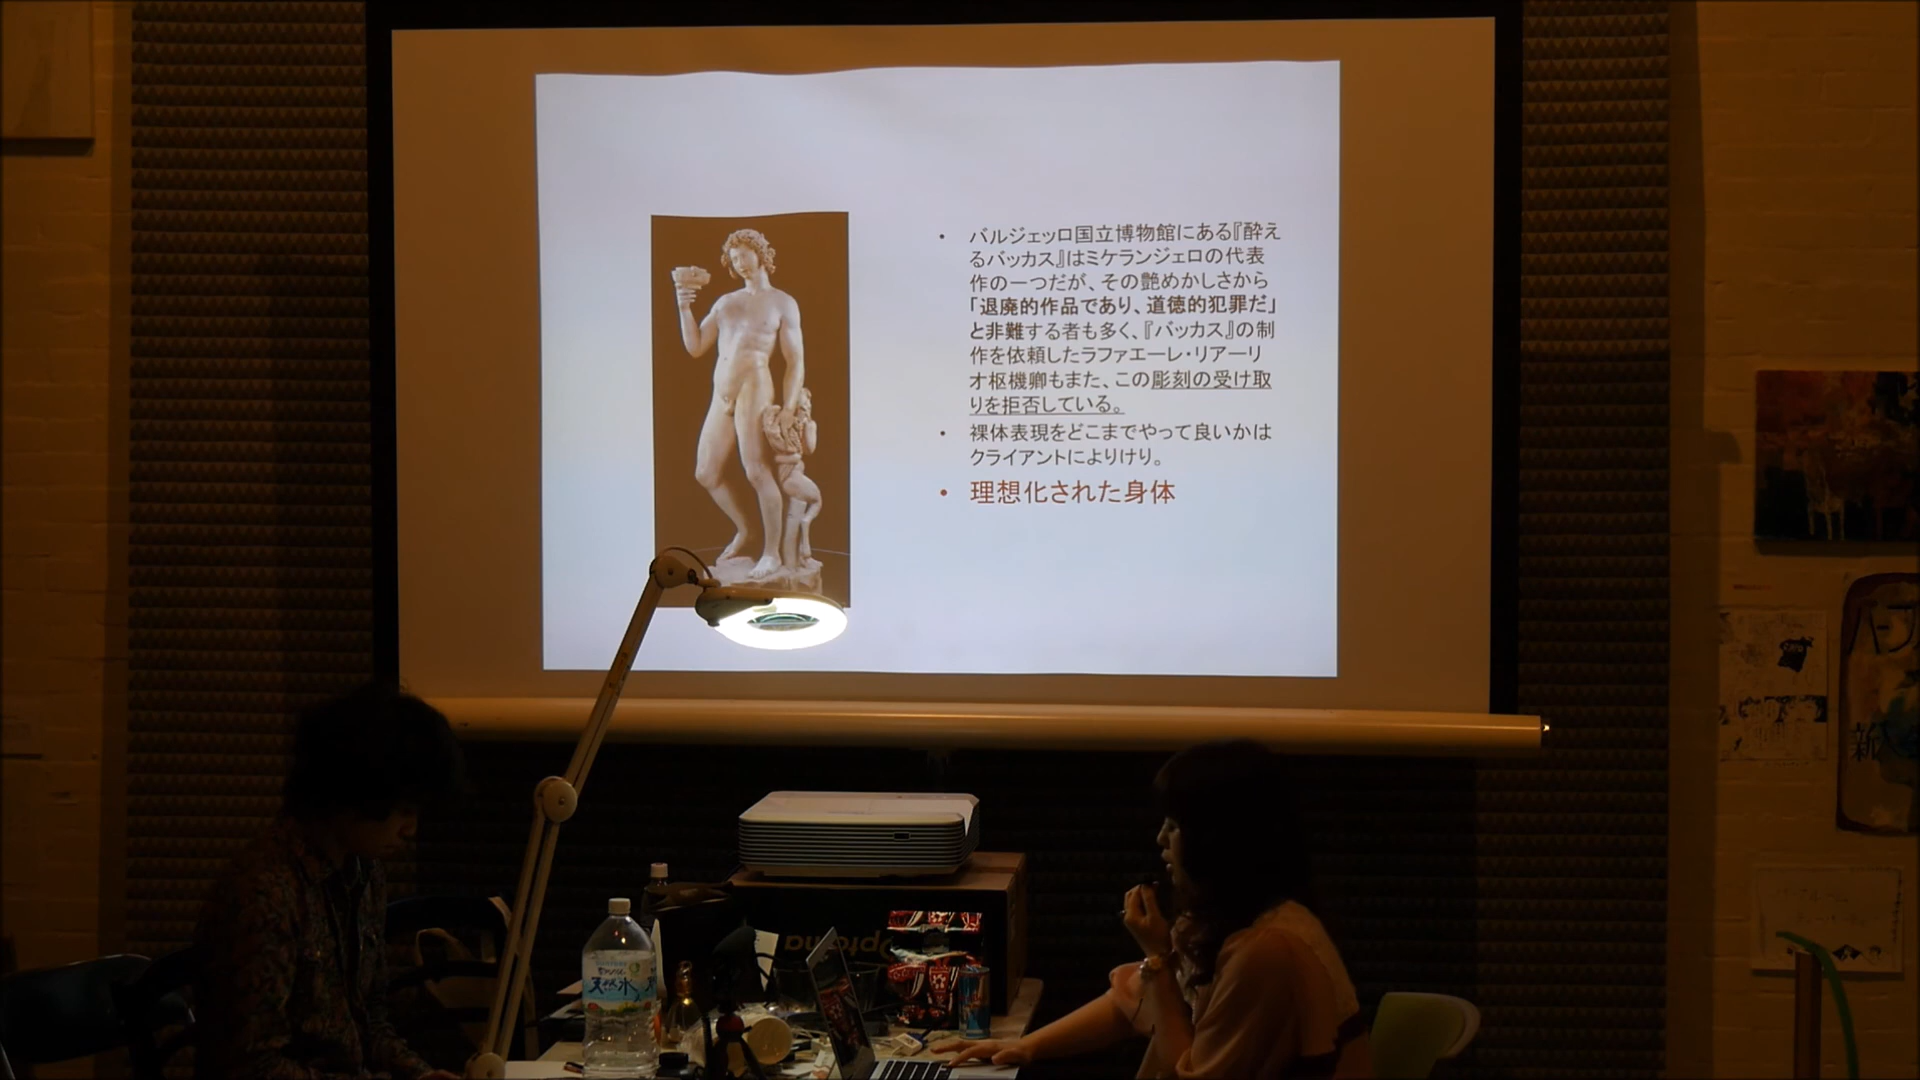 ・ バルジェッロ国立博物館にある『酔え
るバッカス』はミケランジェロの代表
作の一つだが、その艶めかしさから
「退廃的作品であり、道徳的犯罪だ」
と非難する者も多く、『バッカス』の制
作を依頼したラファエーレ・リアーリ
オ枢機卿もまた、この彫刻の受け取
りを拒否している。
・ 裸体表現をどこまでやって良いかは
クライアントによりけり。
・ 理想化された身体
天然水
optoma
新